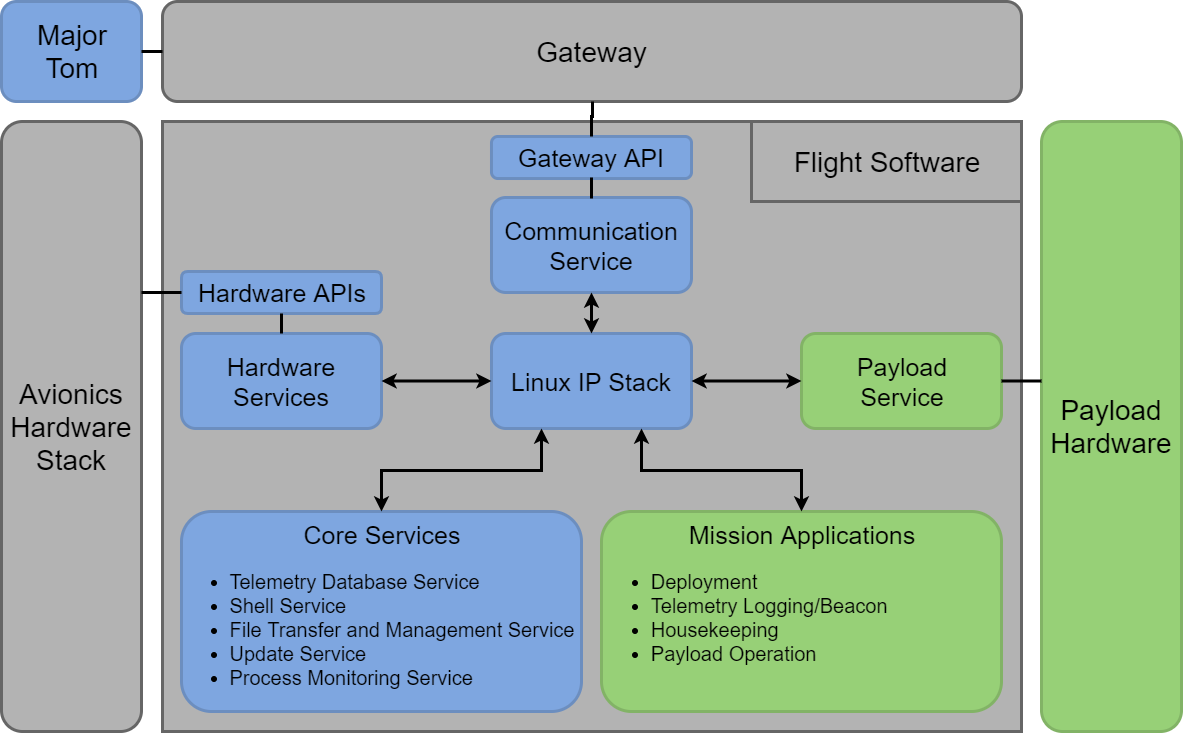 Major
Tom
Gateway
Gateway API
Flight Software
Communication
Service
Hardware APIs
Hardware
Services
Linux IP Stack
Payload
Service
Avionics
Hardware
Stack
Payload
Hardware
Core Services
• Telemetry Database Service
• Shell Service
• File Transfer and Management Service
• Update Service
• Process Monitoring Service
Mission Applications
• Deployment
• Telemetry Logging/Beacon
• Housekeeping
• Payload Operation